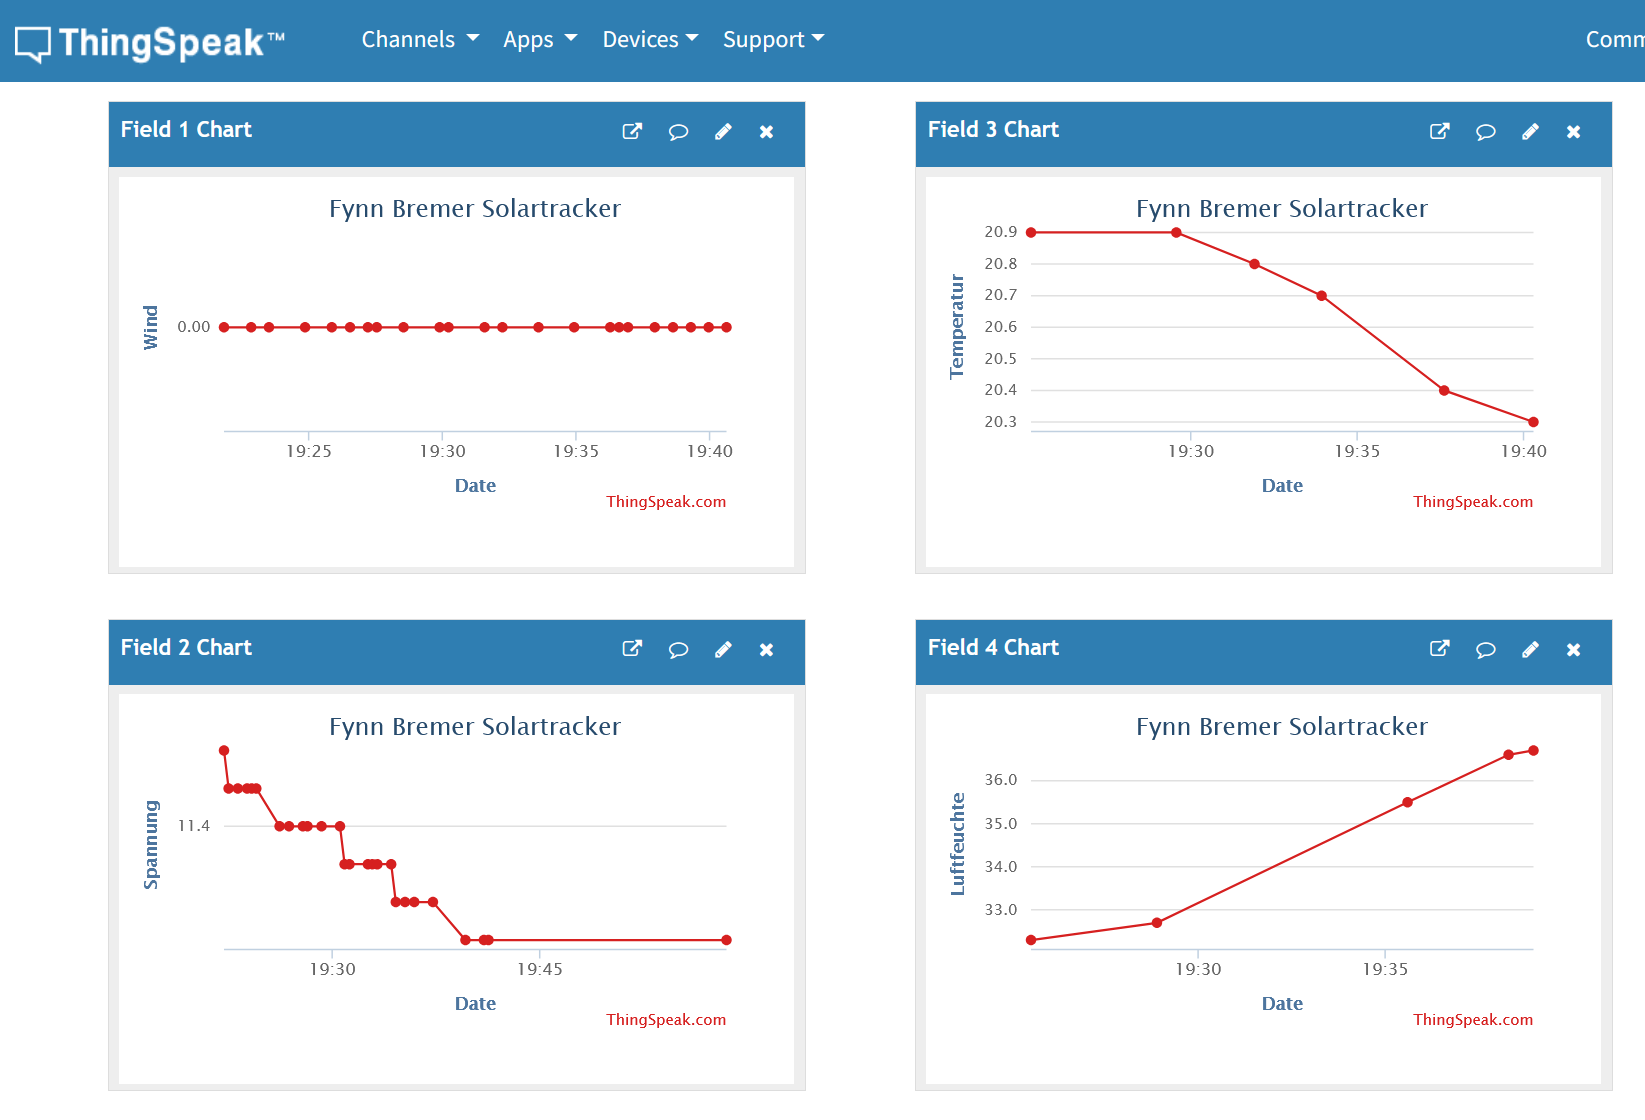 ThingSpeak™
Channels Apps Devices Support
Comm
Field 1 Chart
Fynn Bremer Solartracker
Wind
0.00
19:25 19:30 19:35 19:40
Date
ThingSpeak.com
Field 3 Chart
Fynn Bremer Solartracker
Temperatur
20.9
20.8
20.7
20.6
20.5
20.4
20.3
19:30 19:35 19:40
Date
ThingSpeak.com
Field 2 Chart
Fynn Bremer Solartracker
Spannung
11.4
19:30 19:45
Date
ThingSpeak.com
Field 4 Chart
Fynn Bremer Solartracker
Luftfeuchte
36.0
35.0
34.0
33.0
19:30 19:35
Date
ThingSpeak.com